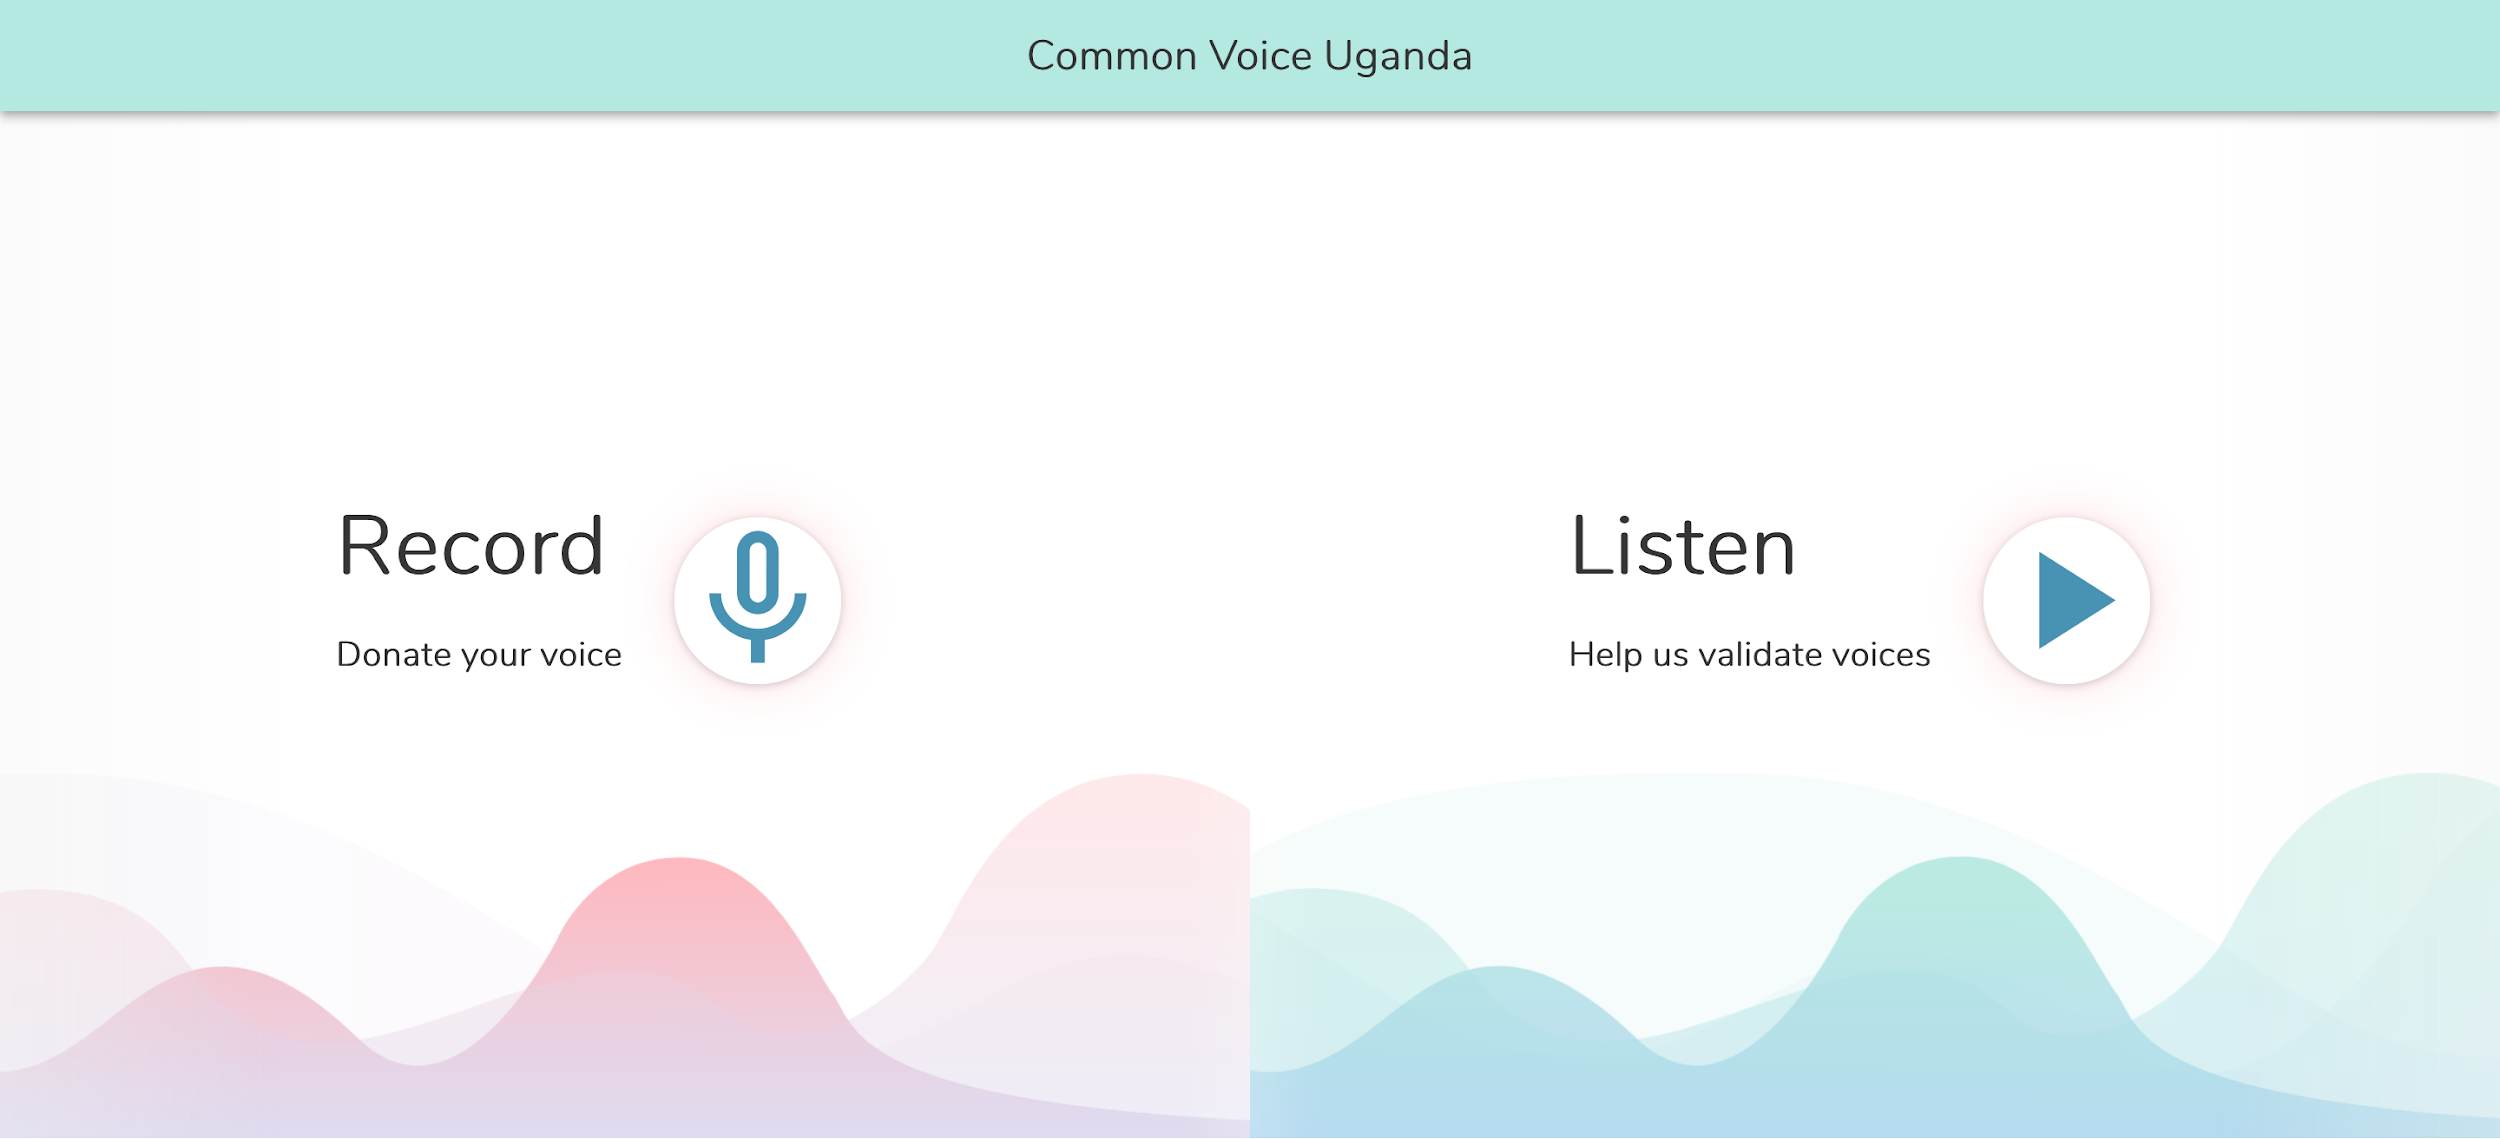 Common Voice Uganda
Record
Donate your voice
Listen
Help us validate voices